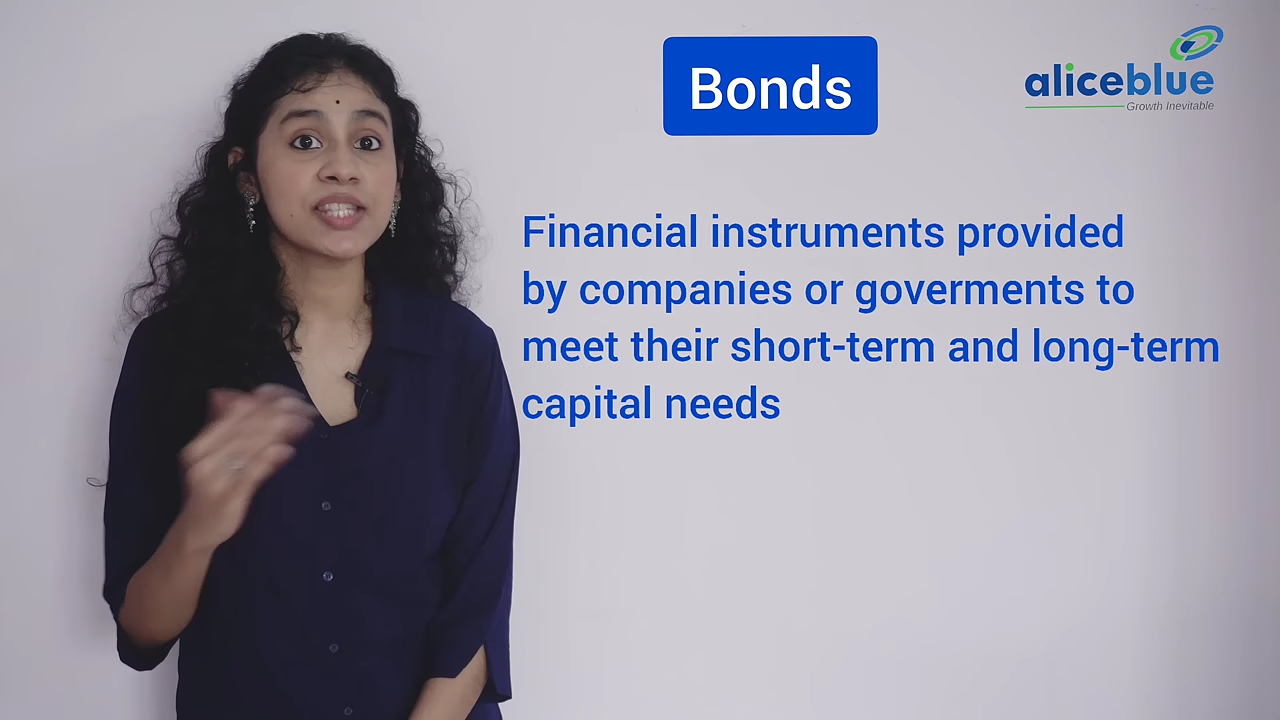 Bonds
aliceblue
Growth Inevitable
Financial instruments provided
by companies or goverments to
meet their short-term and long-term
capital needs